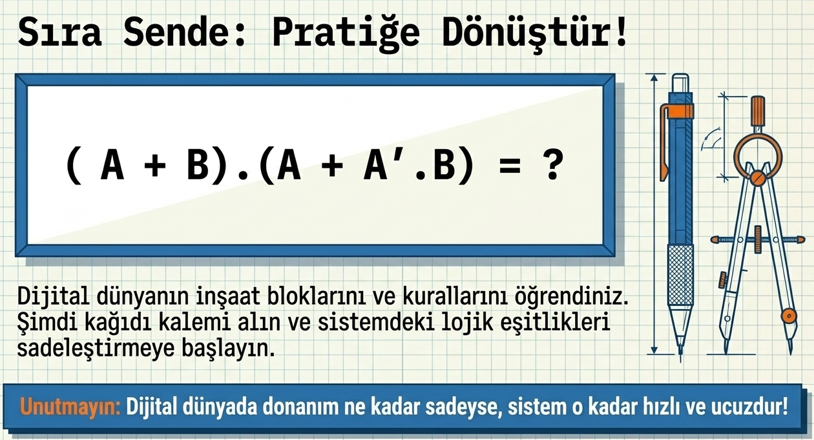 Sıra Sende: Pratiğe Dönüştür!
( A + B).(A + A′.B) = ?
Dijital dünyanın inşaat bloklarını ve kurallarını öğrendiniz.
Şimdi kağıdı kalemi alın ve sistemdeki lojik eşitlikleri
sadeleştirmeye başlayın.
Unutmayın: Dijital dünyada donanım ne kadar sadeyse, sistem o kadar hızlı ve ucuzdur!